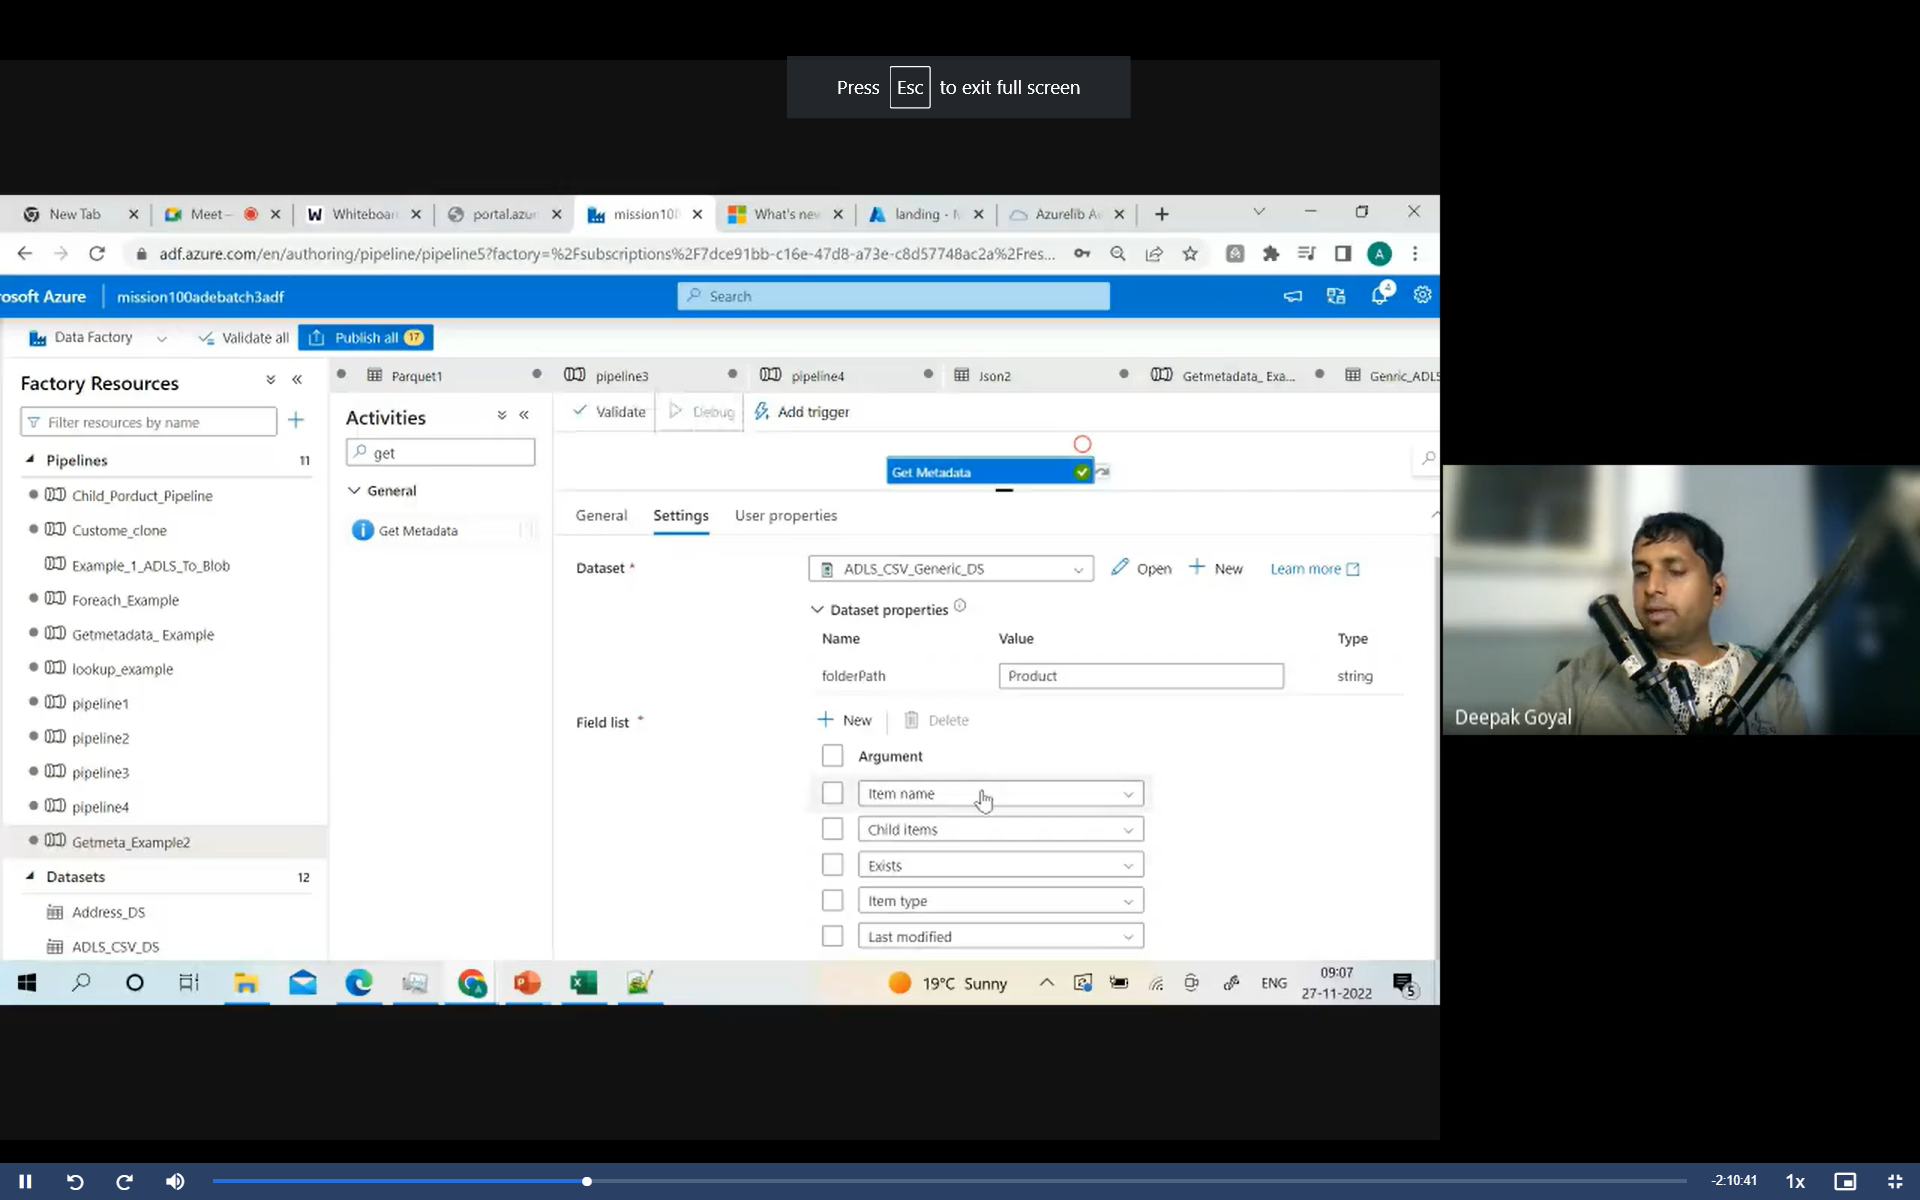 Press Esc to exit full screen
New Tab
Meet –
Whiteboar
portal.azur
mission10
What's new
landing -
Azurelib A
adf.azure.com/en/authoring/pipeline/pipeline5?factory=%2Fsubscriptions%2F7dce91bb-c16e-47d8-a73e-c8d57748ac2a%2Fres...
A
rosoft Azure
mission100adebatch3adf
Search
4
Data Factory
Validate all
Publish all 17
Factory Resources
Filter resources by name
Pipelines 11
Child_Porduct_Pipeline
Custome_clone
Example_1_ADLS_To_Blob
Foreach_Example
Getmetadata_ Example
lookup_example
pipeline1
pipeline2
pipeline3
pipeline4
Getmeta_Example2
Datasets 12
Address_DS
ADLS_CSV_DS
Parquet1
pipeline3
pipeline4
Json2
Getmetadata_ Exa...
Genric_ADLS
Activities
get
General
Get Metadata
Validate
Debug
Add trigger
Get Metadata
General
Settings
User properties
Dataset *
ADLS_CSV_Generic_DS
Open
New
Learn more
Dataset properties
Name Value Type
folderPath Product string
Field list *
New
Delete
Argument
Item name
Child items
Exists
Item type
Last modified
Deepak Goyal
19°C Sunny
ENG
09:07
27-11-2022
5
-2:10:41
1x